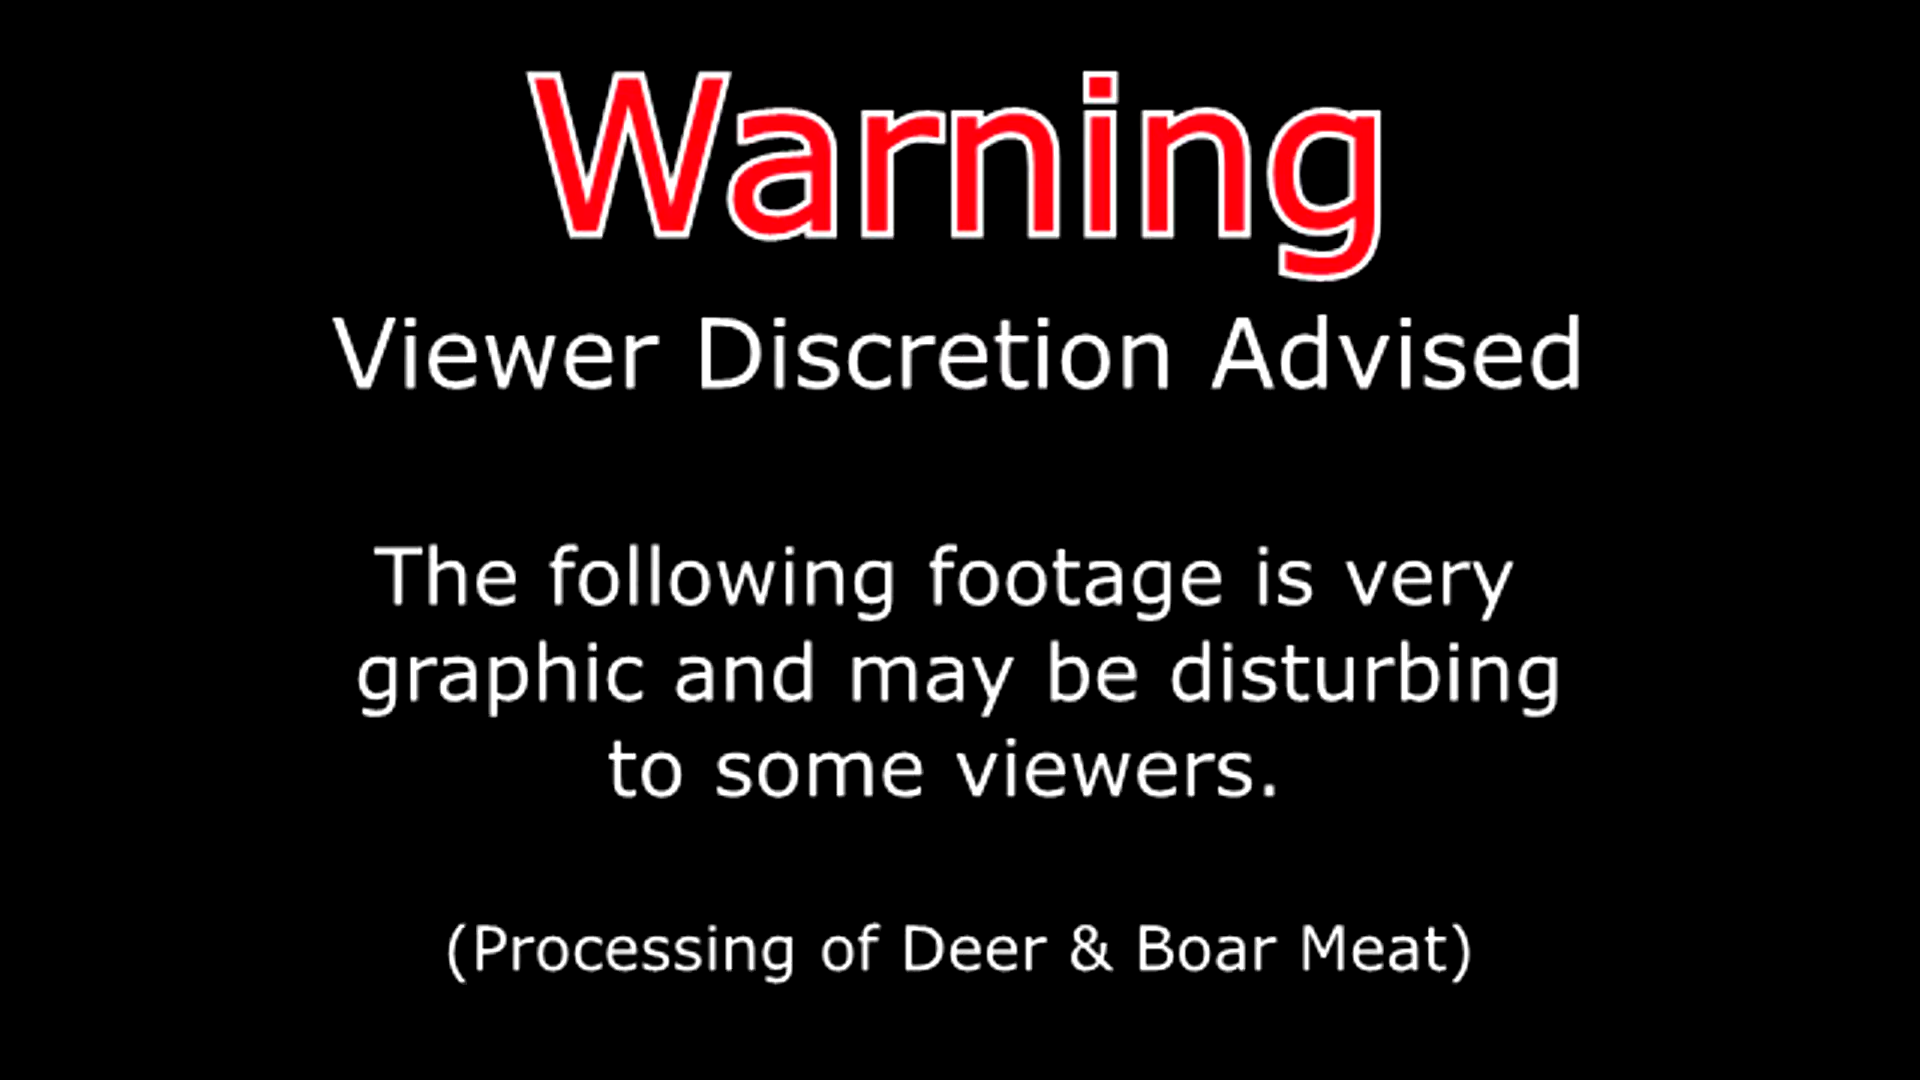 Warning
Viewer Discretion Advised
The following footage is very
graphic and may be disturbing
to some viewers.
(Processing of Deer & Boar Meat)